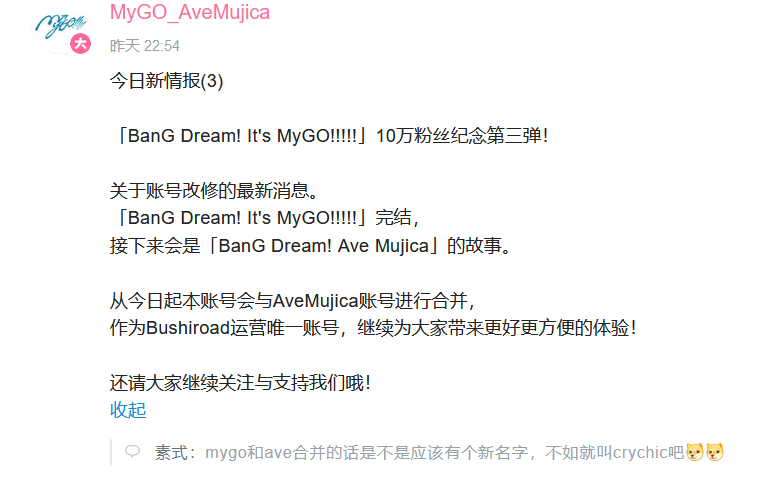 MyGO_AveMujica
昨天 22:54
今日新情报(3)
「BanG Dream! It's MyGO!!!!!」10万粉丝纪念第三弹！
关于账号改修的最新消息。
「BanG Dream! It's MyGO!!!!!」完结，
接下来会是「BanG Dream! Ave Mujica」的故事。
从今日起本账号会与AveMujica账号进行合并，
作为Bushiroad运营唯一账号，继续为大家带来更好更方便的体验！
还请大家继续关注与支持我们哦！
收起
素式：mygo和ave合并的话是不是应该有个新名字，不如就叫crychic吧